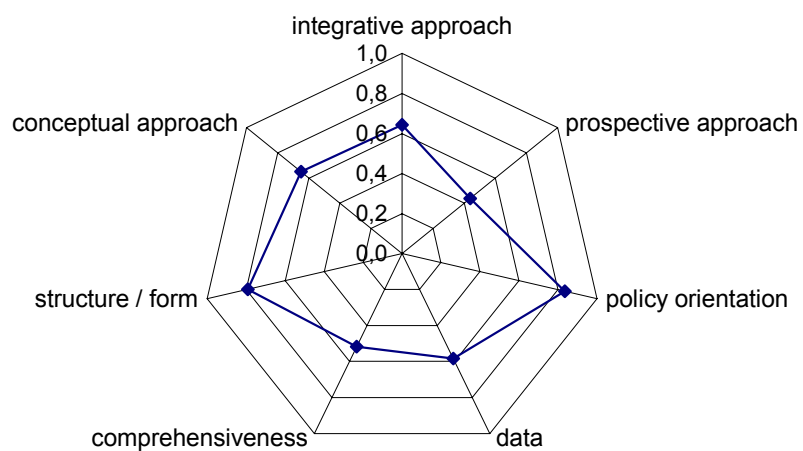 integrative approach
1,0
0,8
conceptual approach
prospective approach
0,6
0,4
0,2
0,0
structure / form
policy orientation
comprehensiveness
data